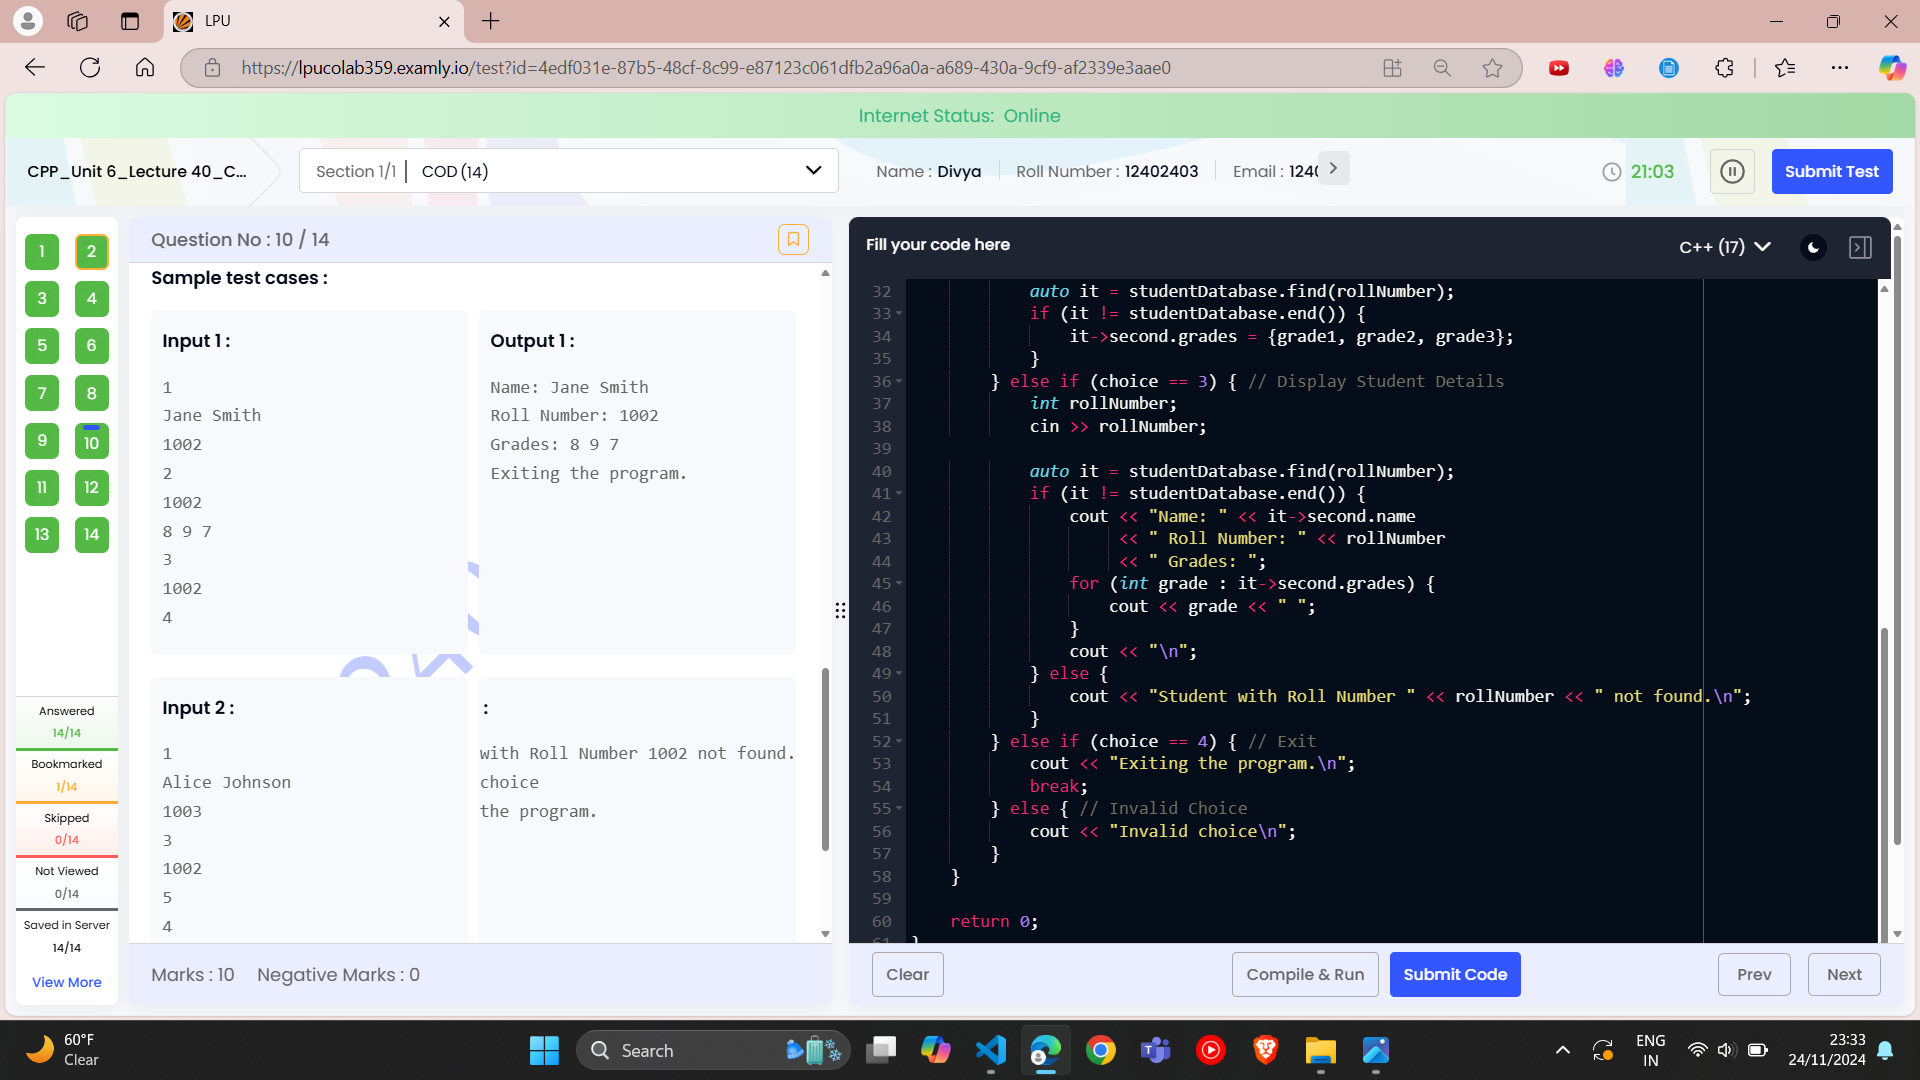 LPU
https://lpucolab359.examly.io/test?id=4edf031e-87b5-48cf-8c99-e87123c061dfb2a96a0a-a689-430a-9cf9-af2339e3aae0
Internet Status: Online
CPP_Unit 6_Lecture 40_C...
Section 1/1 | COD (14)
Name : Divya
Roll Number : 12402403
Email : 1240
21:03
Submit Test
1 2
3 4
5 6
7 8
9 10
11 12
13 14
Answered
14/14
Bookmarked
1/14
Skipped
0/14
Not Viewed
0/14
Saved in Server
14/14
View More
Question No : 10 / 14
Sample test cases :
Input 1 :
1
Jane Smith
1002
2
1002
8 9 7
3
1002
4
Output 1 :
Name: Jane Smith
Roll Number: 1002
Grades: 8 9 7
Exiting the program.
Input 2 :
1
Alice Johnson
1003
3
1002
5
4
:
with Roll Number 1002 not found.
choice
the program.
Marks : 10 Negative Marks : 0
Fill your code here
C++ (17)
32 auto it = studentDatabase.find(rollNumber);
33 if (it != studentDatabase.end()) {
34 it->second.grades = {grade1, grade2, grade3};
35 }
36 } else if (choice == 3) { // Display Student Details
37 int rollNumber;
38 cin >> rollNumber;
39
40 auto it = studentDatabase.find(rollNumber);
41 if (it != studentDatabase.end()) {
42 cout << "Name: " << it->second.name
43 << " Roll Number: " << rollNumber
44 << " Grades: ";
45 for (int grade : it->second.grades) {
46 cout << grade << " ";
47 }
48 cout << "\n";
49 } else {
50 cout << "Student with Roll Number " << rollNumber << " not found.\n";
51 }
52 } else if (choice == 4) { // Exit
53 cout << "Exiting the program.\n";
54 break;
55 } else { // Invalid Choice
56 cout << "Invalid choice\n";
57 }
58 }
59
60 return 0;
61 }
Clear
Compile & Run
Submit Code
Prev
Next
60°F
Clear
Search
ENG
IN
23:33
24/11/2024